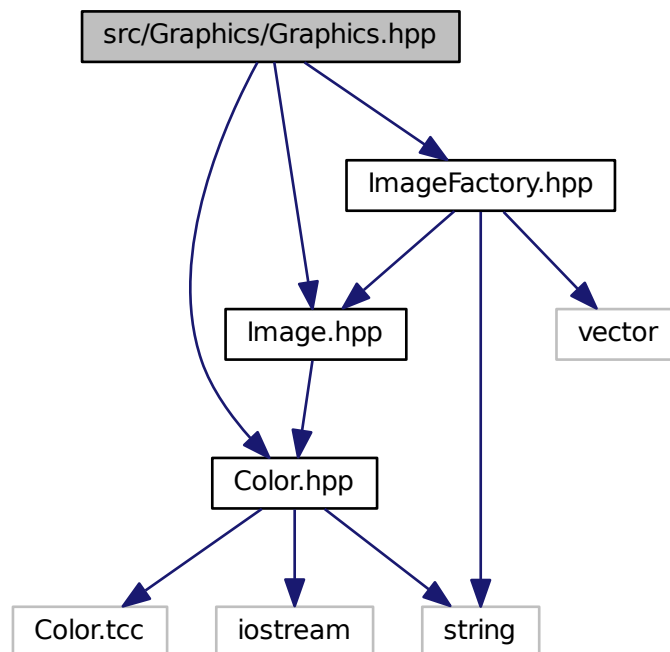 src/Graphics/Graphics.hpp
ImageFactory.hpp
Image.hpp
vector
Color.hpp
Color.tcc
iostream
string